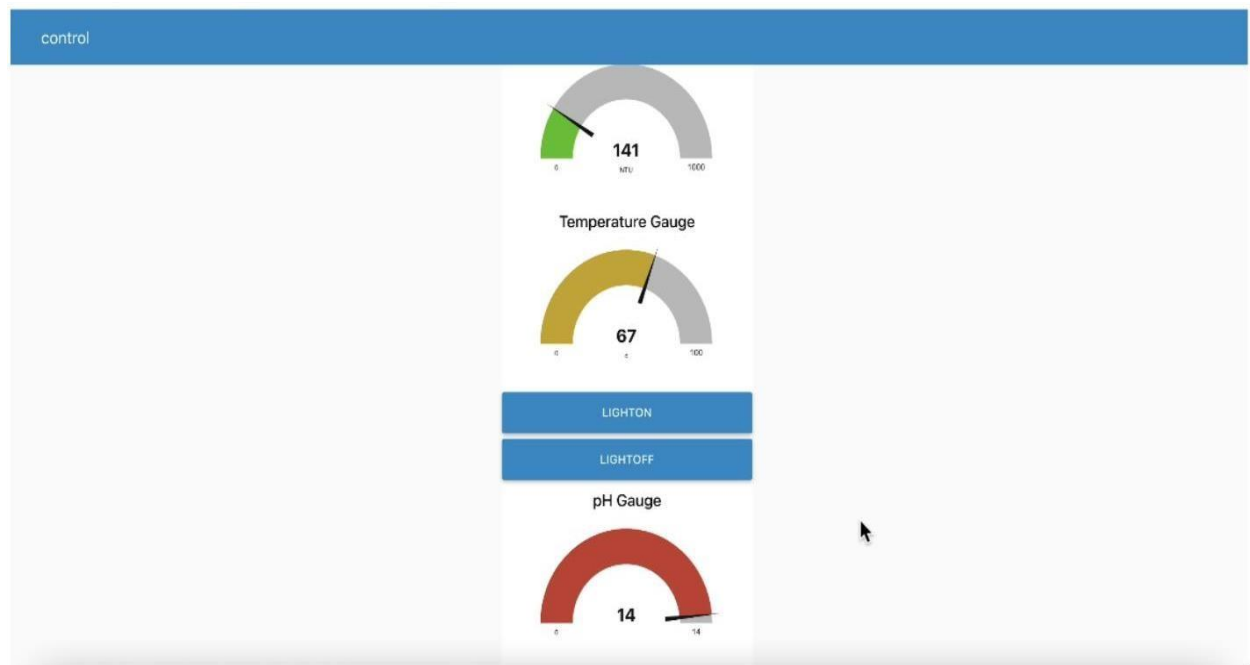 control
141
0 NTU 1000
Temperature Gauge
67
0 c 100
LIGHTON
LIGHTOFF
pH Gauge
14
0 14